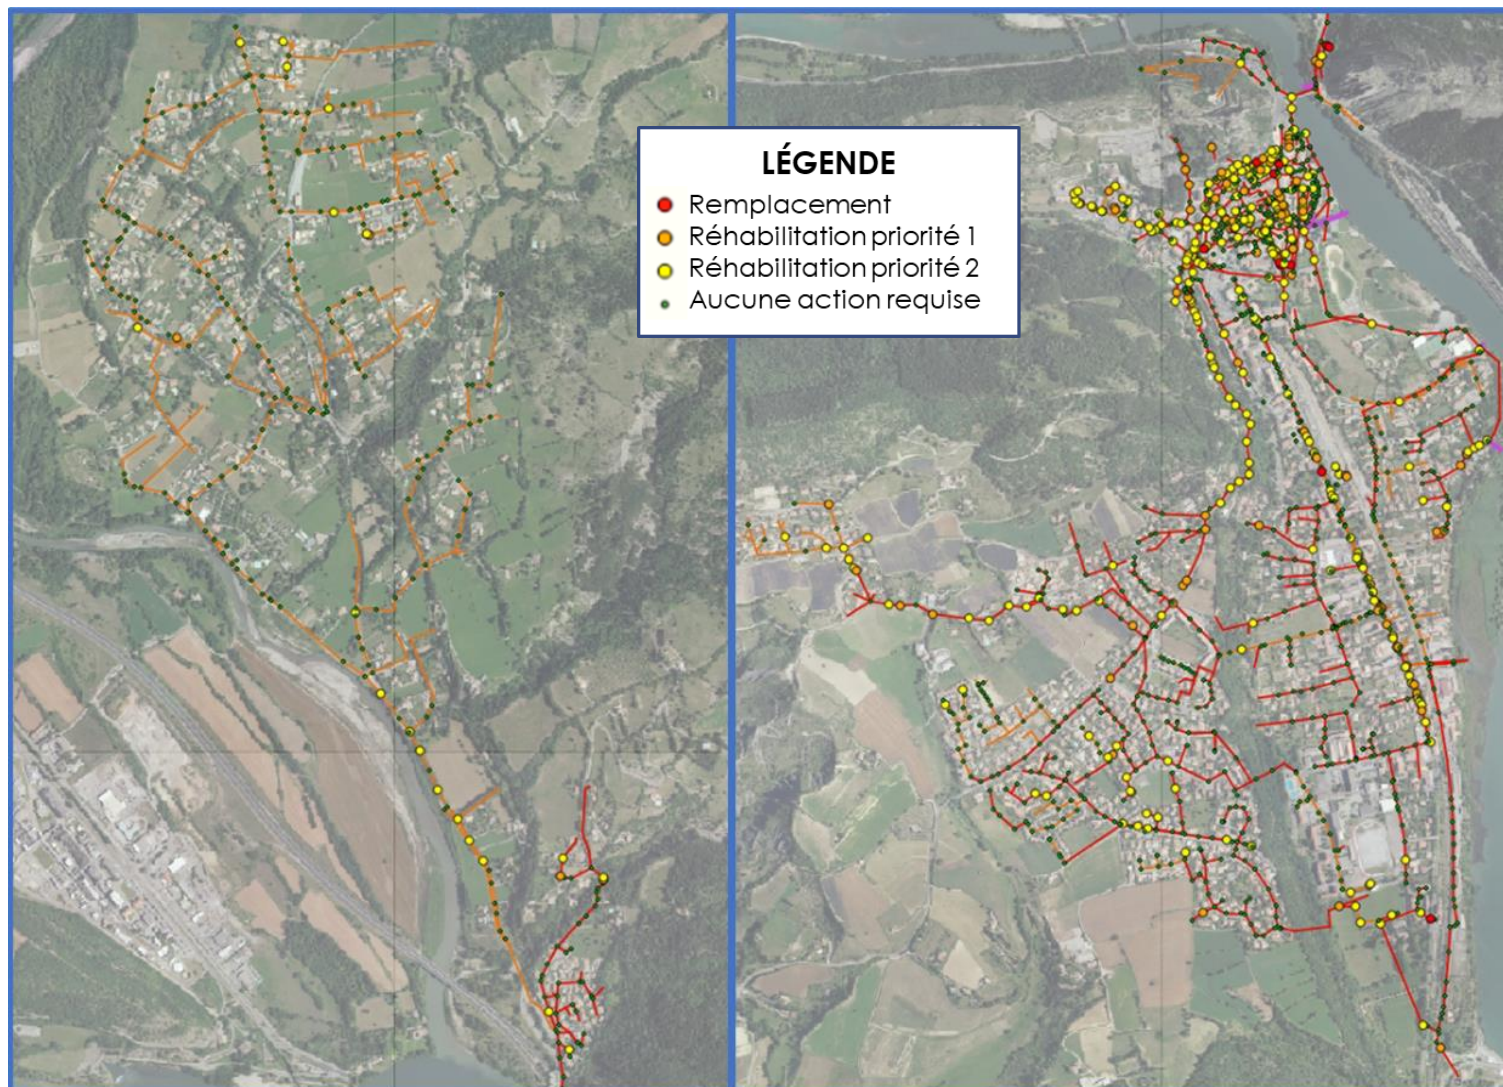 LÉGENDE
Remplacement
Réhabilitation priorité 1
Réhabilitation priorité 2
Aucune action requise